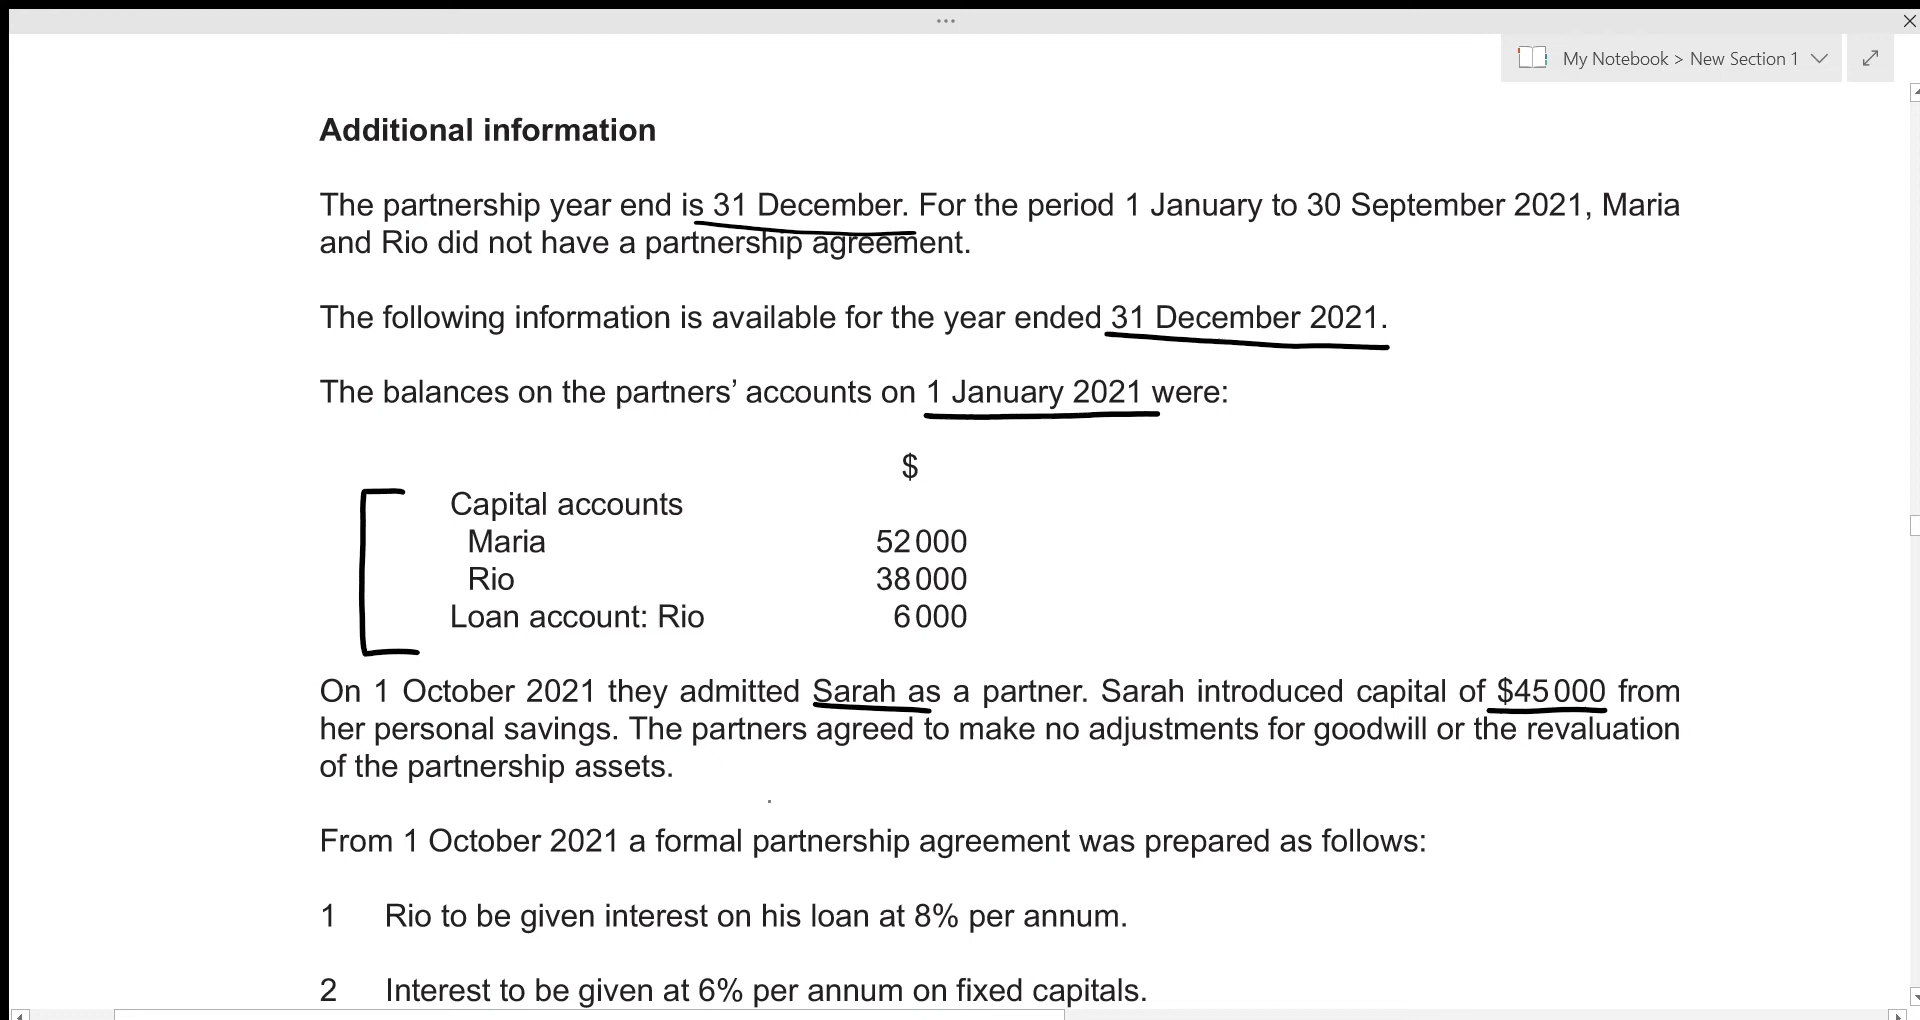 My Notebook > New Section 1
Additional information
The partnership year end is 31 December. For the period 1 January to 30 September 2021, Maria
and Rio did not have a partnership agreement.
The following information is available for the year ended 31 December 2021.
The balances on the partners’ accounts on 1 January 2021 were:
$
Capital accounts
Maria 52 000
Rio 38 000
Loan account: Rio 6 000
On 1 October 2021 they admitted Sarah as a partner. Sarah introduced capital of $45 000 from
her personal savings. The partners agreed to make no adjustments for goodwill or the revaluation
of the partnership assets.
From 1 October 2021 a formal partnership agreement was prepared as follows:
1 Rio to be given interest on his loan at 8% per annum.
2 Interest to be given at 6% per annum on fixed capitals.